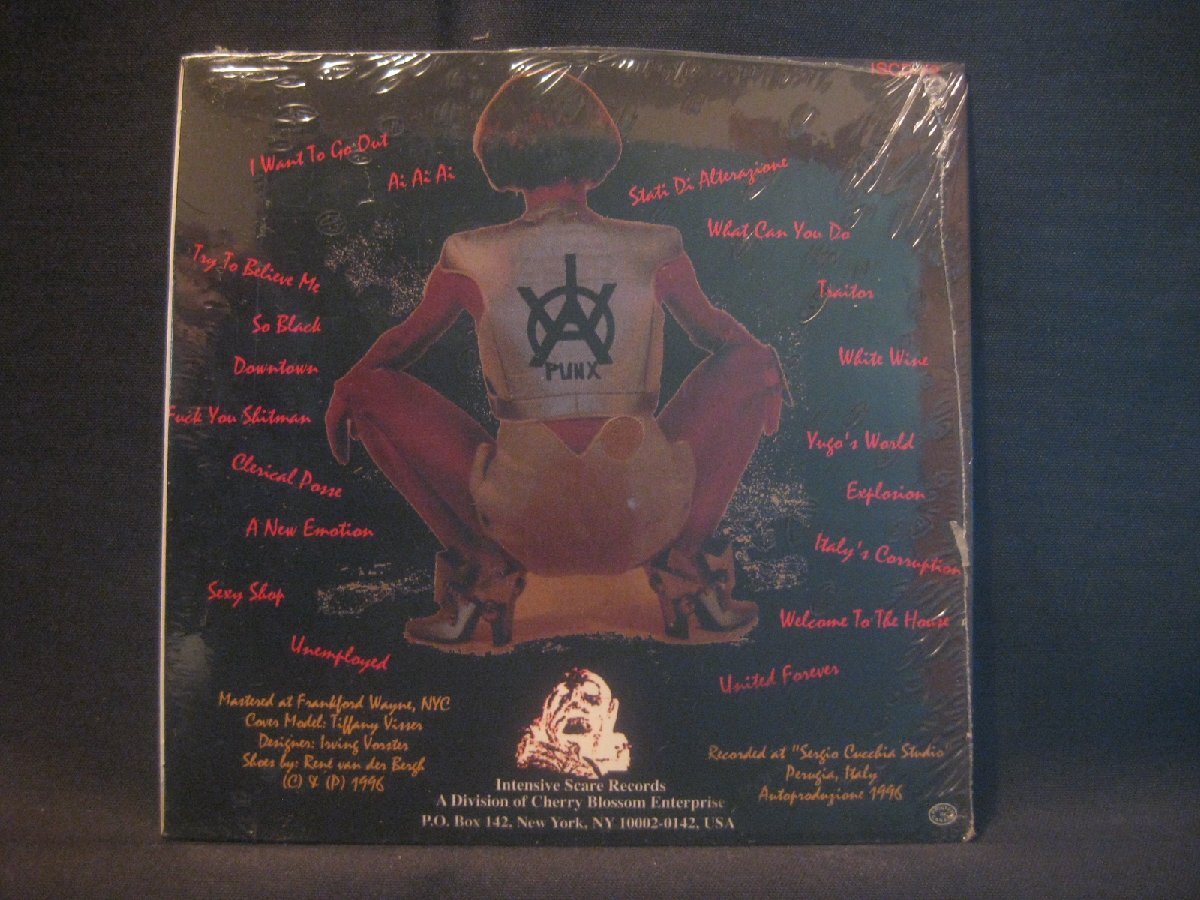 I Want To Go Out
Ai Ai Ai
Try To Believe Me
So Black
Downtown
Fuck You Shitman
Clerical Posse
A New Emotion
Sexy Shop
Unemployed
Stati Di Alterazione
What Can You Do
Traitor
White Wine
Yugo's World
Explosion
Italy's Corruption
Welcome To The House
United Forever
PUNX
Mastered at Frankford Wayne, NYC
Cover Model: Tiffany Visser
Designer: Irving Vorster
Shoes by: René van der Bergh
(C) & (P) 1996
Intensive Scare Records
A Division of Cherry Blossom Enterprise
P.O. Box 142, New York, NY 10002-0142, USA
Recorded at "Sergio Cucchia Studio"
Perugia, Italy
Autoproduzione 1996